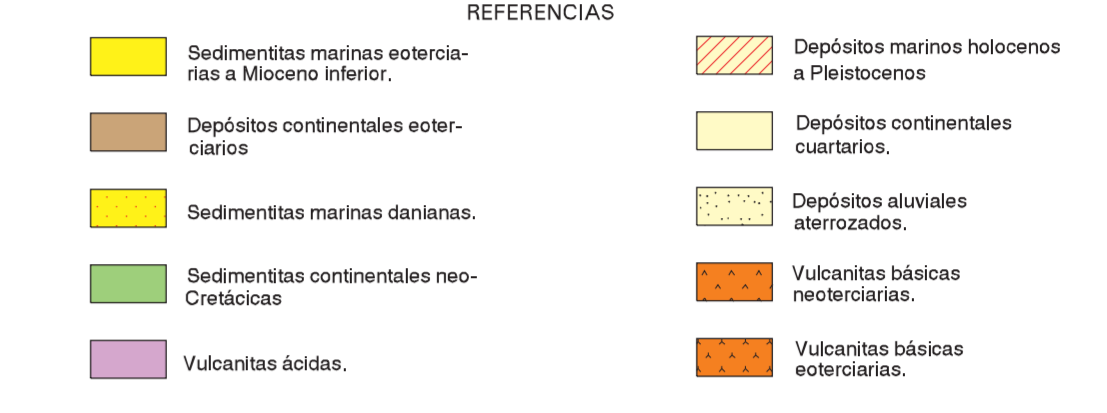 REFERENCIAS
Sedimentitas marinas eotercia-
rias a Mioceno inferior.
Depósitos continentales eoter-
ciarios
Sedimentitas marinas danianas.
Sedimentitas continentales neo-
Cretácicas
Vulcanitas ácidas.
Depósitos marinos holocenos
a Pleistocenos
Depósitos continentales
cuartarios.
Depósitos aluviales
aterrozados.
Vulcanitas básicas
neoterciarias.
Vulcanitas básicas
eoterciarias.